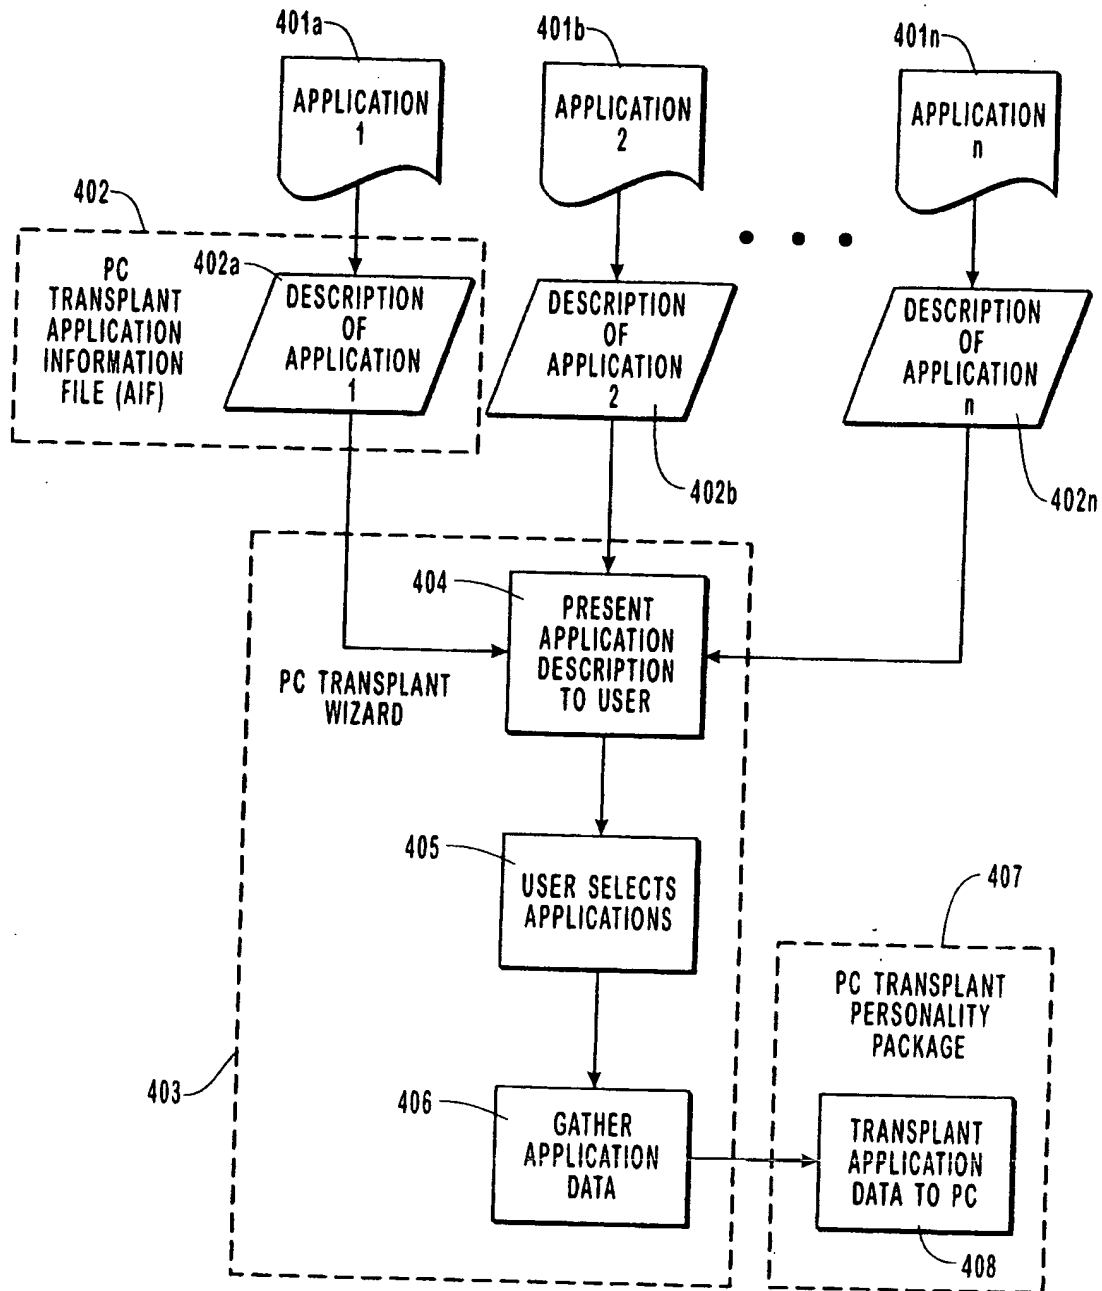 401a
401b
401n
APPLICATION
1
APPLICATION
2
APPLICATION
n
402
PC
TRANSPLANT
APPLICATION
INFORMATION
FILE (AIF)
402a
DESCRIPTION
OF
APPLICATION
1
DESCRIPTION
OF
APPLICATION
2
402b
DESCRIPTION
OF
APPLICATION
n
402n
404
PRESENT
APPLICATION
DESCRIPTION
TO USER
PC TRANSPLANT
WIZARD
405
USER SELECTS
APPLICATIONS
407
PC TRANSPLANT
PERSONALITY
PACKAGE
403
406
GATHER
APPLICATION
DATA
TRANSPLANT
APPLICATION
DATA TO PC
408